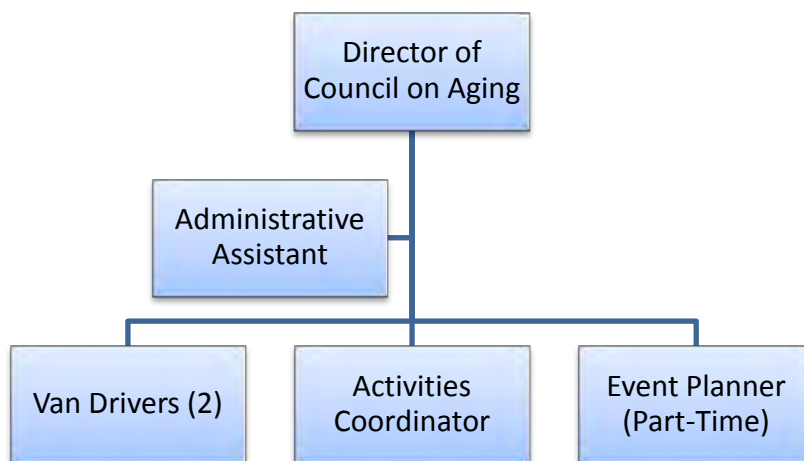 Director of
Council on Aging
Administrative
Assistant
Van Drivers (2)
Activities
Coordinator
Event Planner
(Part-Time)